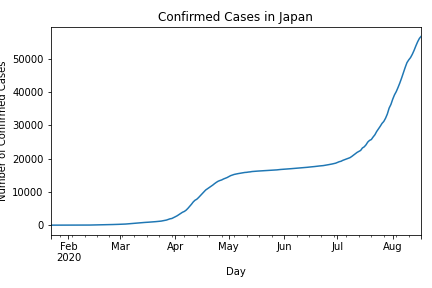 Confirmed Cases in Japan
Number of Confirmed Cases
50000
40000
30000
20000
10000
0
Feb Mar Apr May Jun Jul Aug
2020
Day